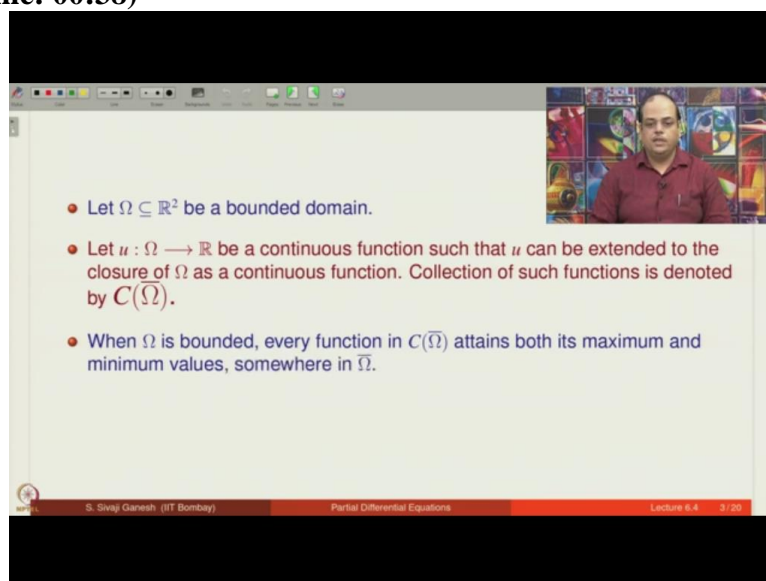 00:38)
• Let Ω ⊆ ℝ² be a bounded domain.
• Let u : Ω ⟶ ℝ be a continuous function such that u can be extended to the
closure of Ω as a continuous function. Collection of such functions is denoted
by C(Ω̅).
• When Ω is bounded, every function in C(Ω̅) attains both its maximum and
minimum values, somewhere in Ω̅.
S. Sivaji Ganesh (IIT Bombay) Partial Differential Equations Lecture 6.4 3/20